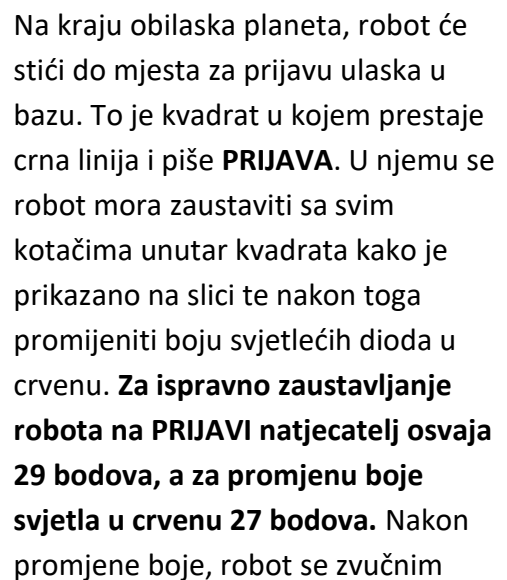 Na kraju obilaska planeta, robot će
stići do mjesta za prijavu ulaska u
bazu. To je kvadrat u kojem prestaje
crna linija i piše PRIJAVA. U njemu se
robot mora zaustaviti sa svim
kotačima unutar kvadrata kako je
prikazano na slici te nakon toga
promijeniti boju svjetlećih dioda u
crvenu. Za ispravno zaustavljanje
robota na PRIJAVI natjecatelj osvaja
29 bodova, a za promjenu boje
svjetla u crvenu 27 bodova. Nakon
promjene boje, robot se zvučnim